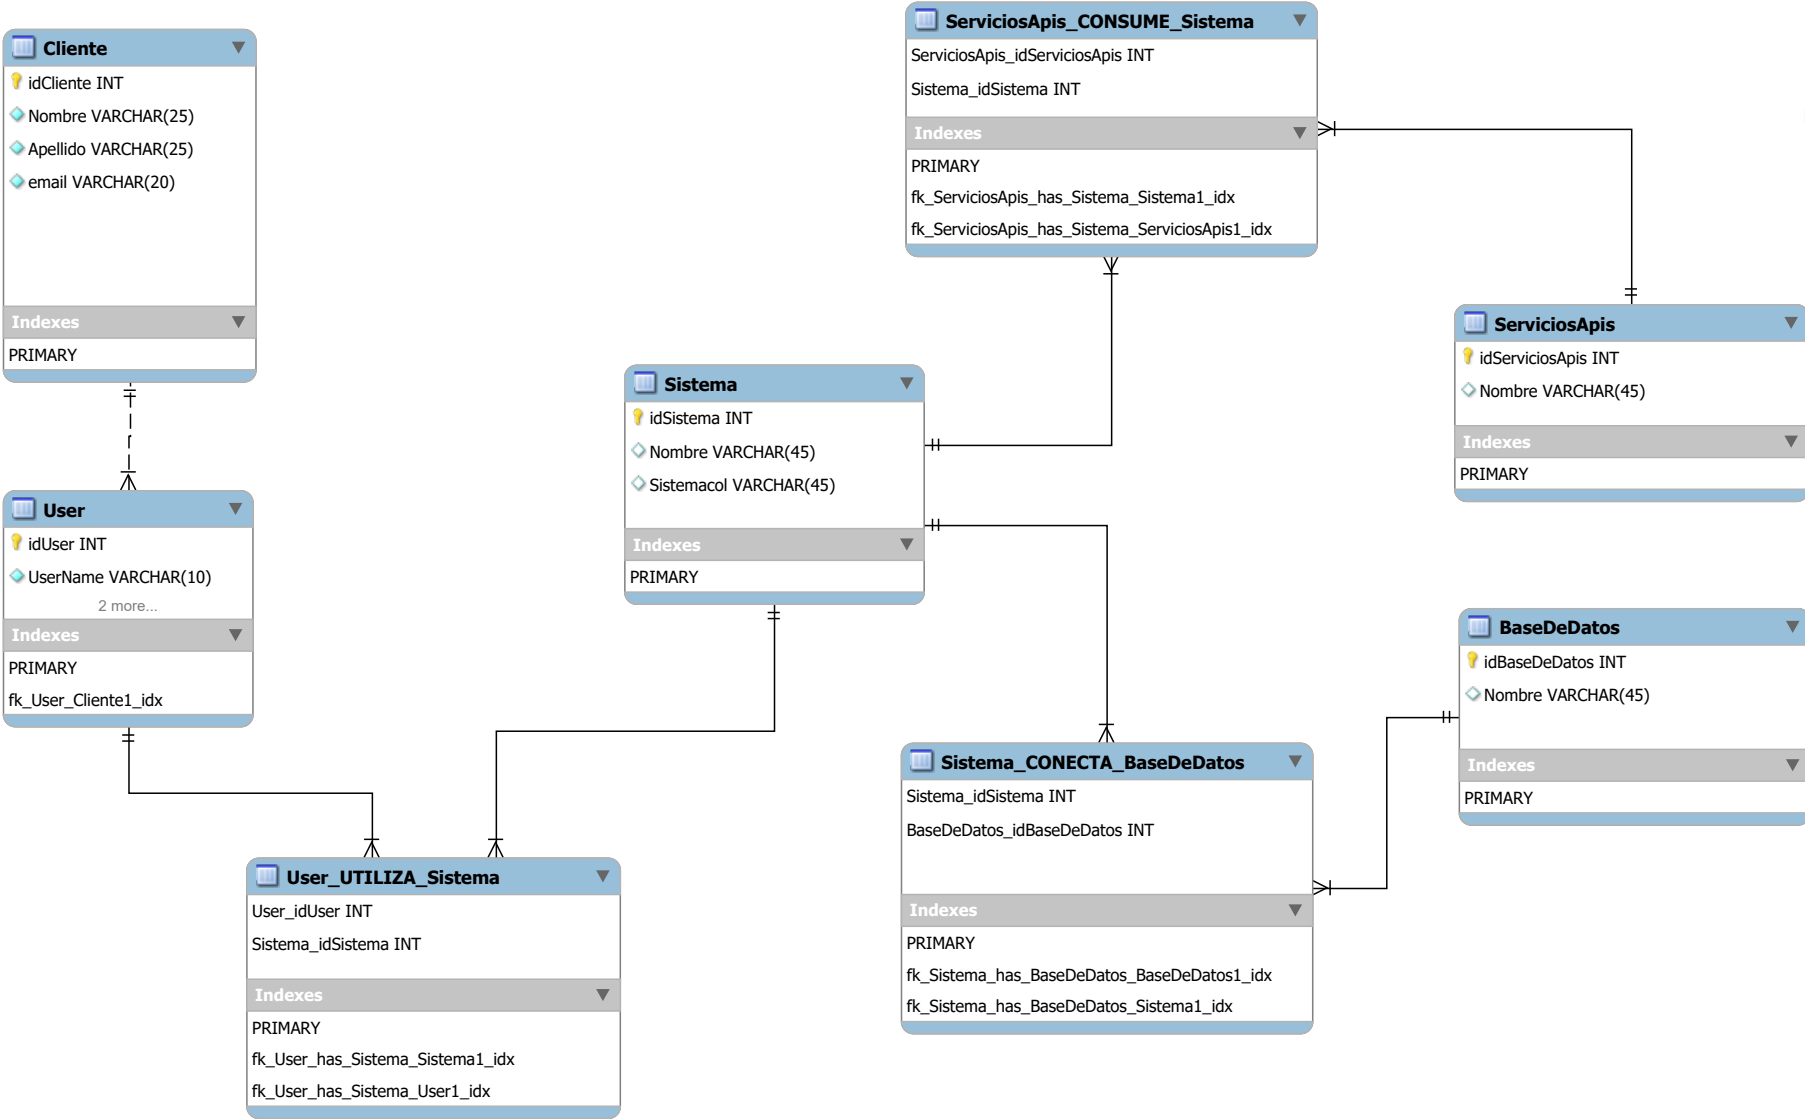 Cliente
idCliente INT
Nombre VARCHAR(25)
Apellido VARCHAR(25)
email VARCHAR(20)
Indexes
PRIMARY
User
idUser INT
UserName VARCHAR(10)
2 more...
Indexes
PRIMARY
fk_User_Cliente1_idx
User_UTILIZA_Sistema
User_idUser INT
Sistema_idSistema INT
Indexes
PRIMARY
fk_User_has_Sistema_Sistema1_idx
fk_User_has_Sistema_User1_idx
Sistema
idSistema INT
Nombre VARCHAR(45)
Sistemacol VARCHAR(45)
Indexes
PRIMARY
ServiciosApis_CONSUME_Sistema
ServiciosApis_idServiciosApis INT
Sistema_idSistema INT
Indexes
PRIMARY
fk_ServiciosApis_has_Sistema_Sistema1_idx
fk_ServiciosApis_has_Sistema_ServiciosApis1_idx
ServiciosApis
idServiciosApis INT
Nombre VARCHAR(45)
Indexes
PRIMARY
Sistema_CONECTA_BaseDeDatos
Sistema_idSistema INT
BaseDeDatos_idBaseDeDatos INT
Indexes
PRIMARY
fk_Sistema_has_BaseDeDatos_BaseDeDatos1_idx
fk_Sistema_has_BaseDeDatos_Sistema1_idx
BaseDeDatos
idBaseDeDatos INT
Nombre VARCHAR(45)
Indexes
PRIMARY